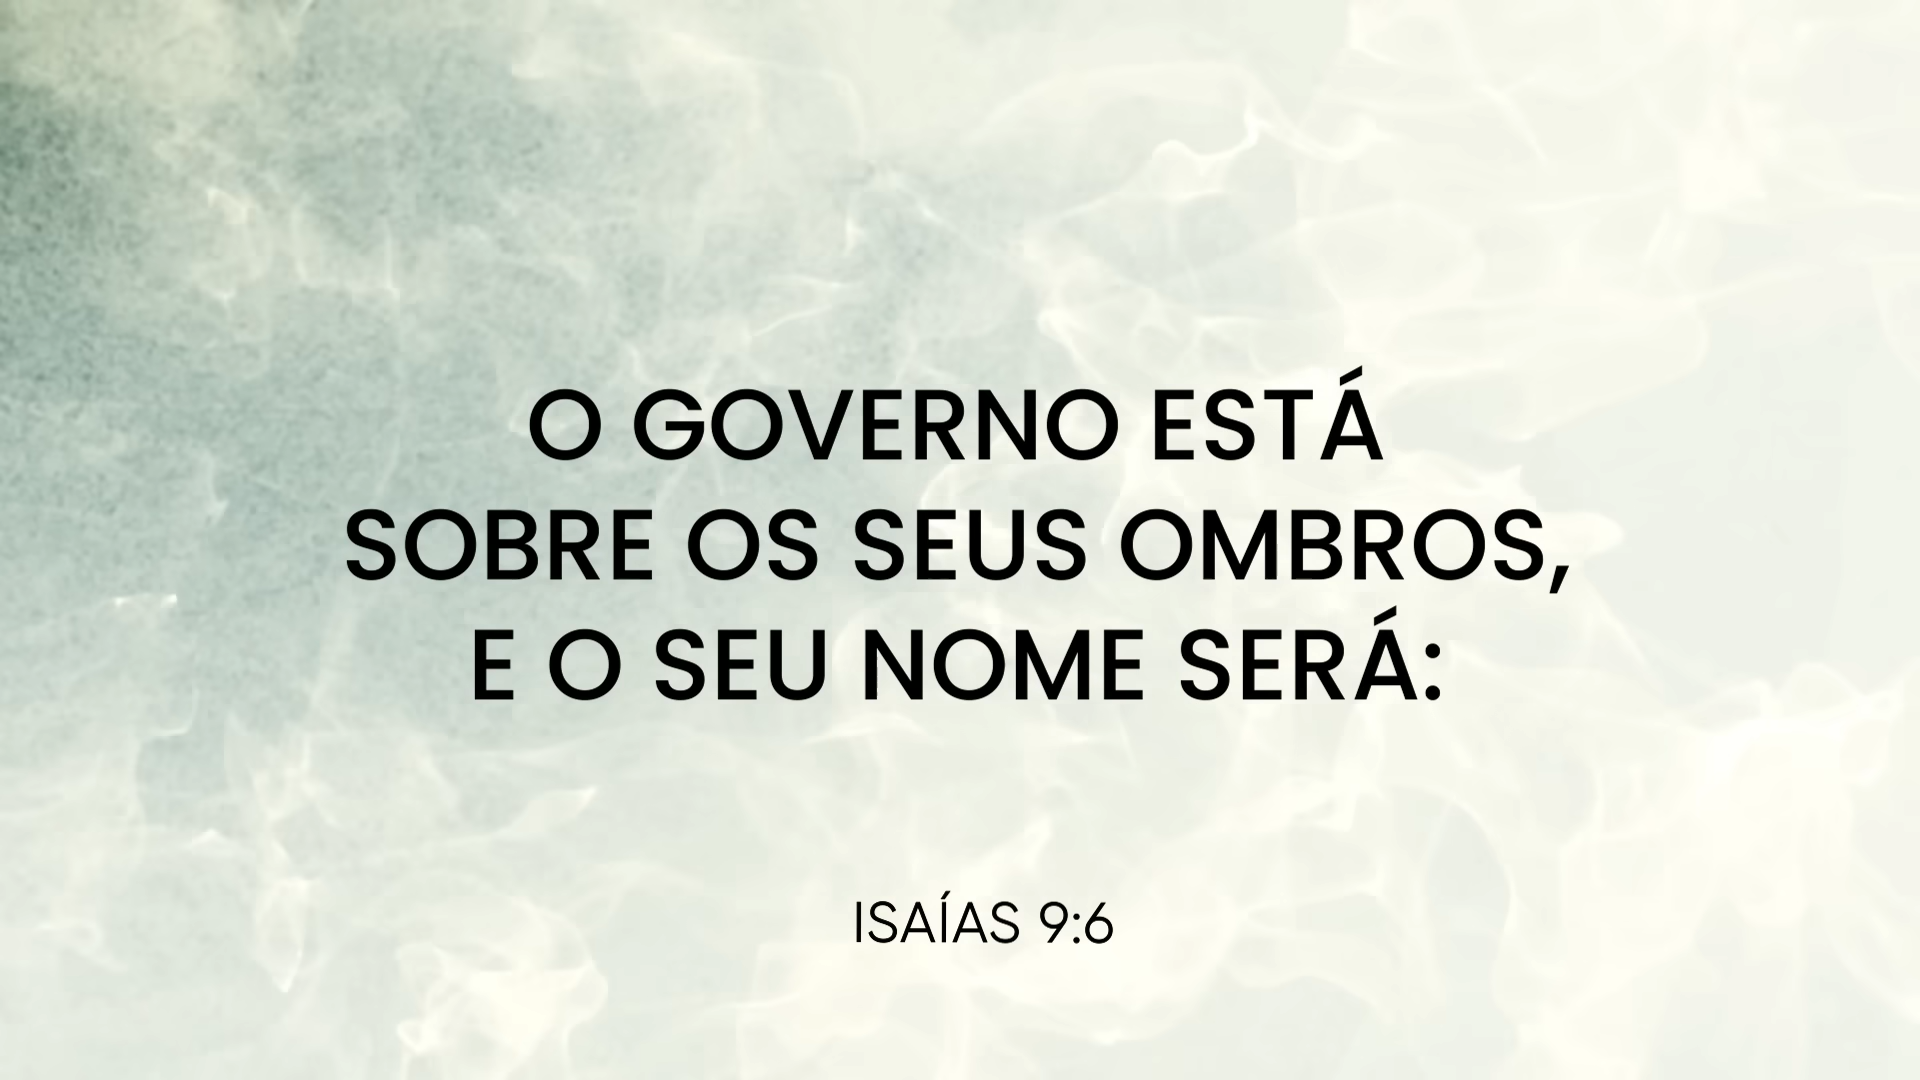 O GOVERNO ESTÁ
SOBRE OS SEUS OMBROS,
E O SEU NOME SERÁ:
ISAÍAS 9:6